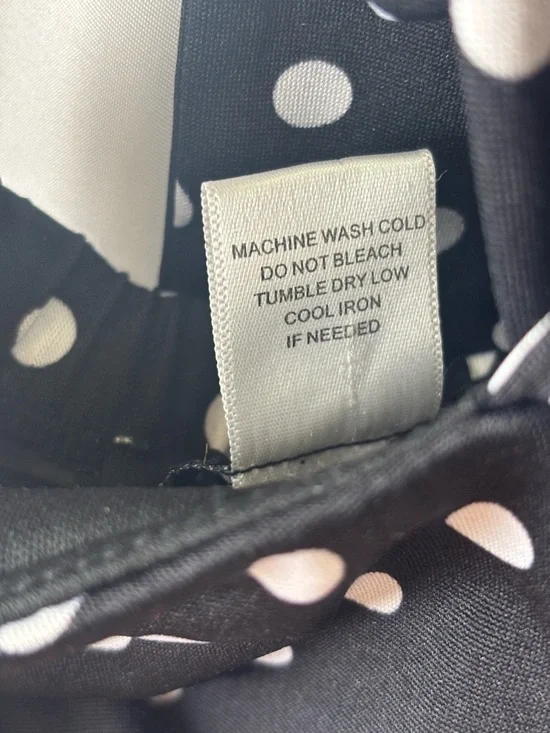 MACHINE WASH COLD
DO NOT BLEACH
TUMBLE DRY LOW
COOL IRON
IF NEEDED